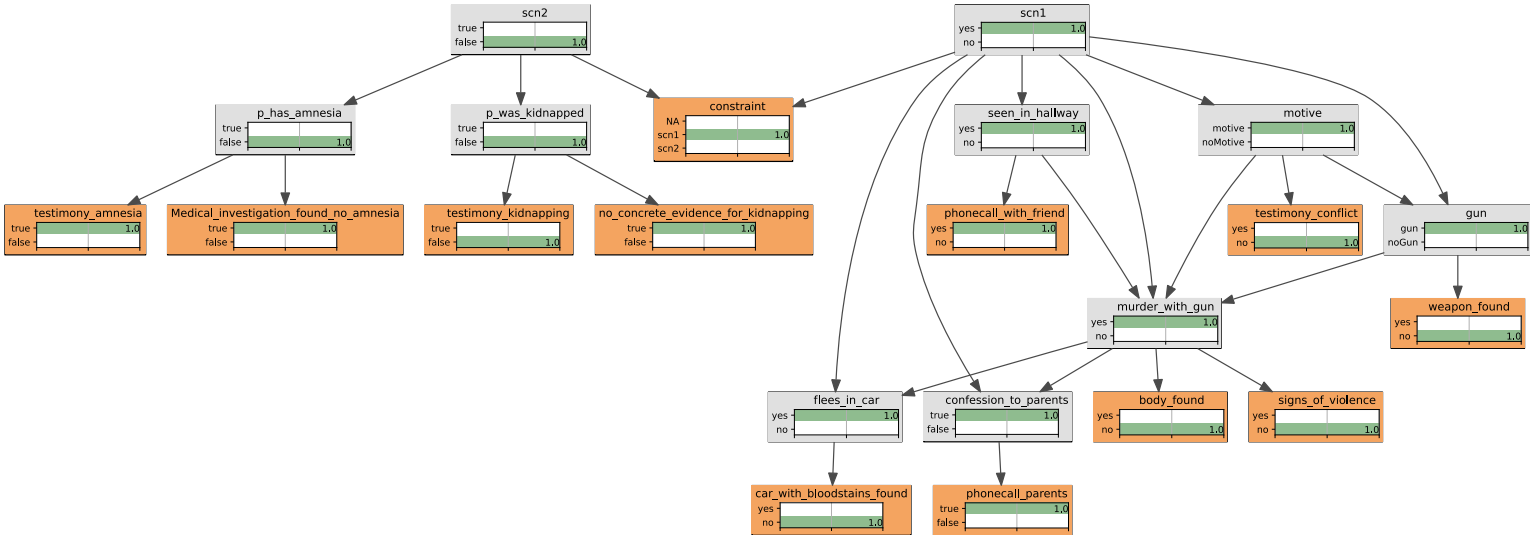 scn2
true
false 1.0
scn1
yes 1.0
no
p_has_amnesia
true
false 1.0
p_was_kidnapped
true
false 1.0
constraint
NA
scn1 1.0
scn2
seen_in_hallway
yes 1.0
no
motive
motive 1.0
noMotive
testimony_amnesia
true 1.0
false
Medical_investigation_found_no_amnesia
true 1.0
false
testimony_kidnapping
true
false 1.0
no_concrete_evidence_for_kidnapping
true 1.0
false
phonecall_with_friend
yes 1.0
no
testimony_conflict
yes
no 1.0
gun
gun 1.0
noGun
murder_with_gun
yes 1.0
no
weapon_found
yes
no 1.0
flees_in_car
yes 1.0
no
confession_to_parents
true 1.0
false
body_found
yes
no 1.0
signs_of_violence
yes
no 1.0
car_with_bloodstains_found
yes
no 1.0
phonecall_parents
true 1.0
false